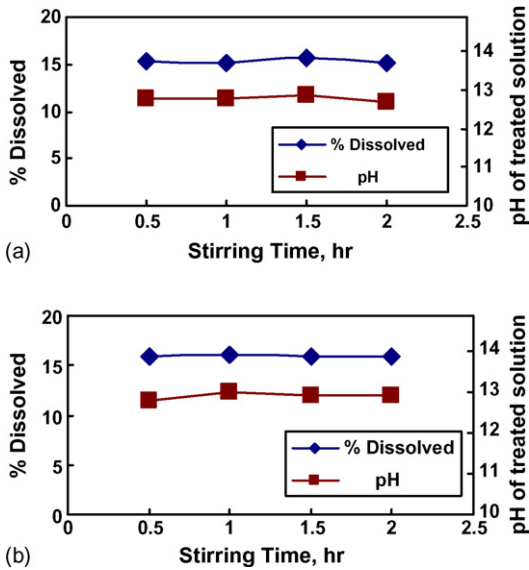 20
15
10
5
0
% Dissolved
14
13
12
13
10
pH of treated solution
% Dissolved
pH
0
0.5
1
1.5
2
2.5
Stirring Time, hr
(a)
20
15
10
5
0
% Dissolved
14
13
12
13
10
pH of treated solution
% Dissolved
pH
0
0.5
1
1.5
2
2.5
Stirring Time, hr
(b)